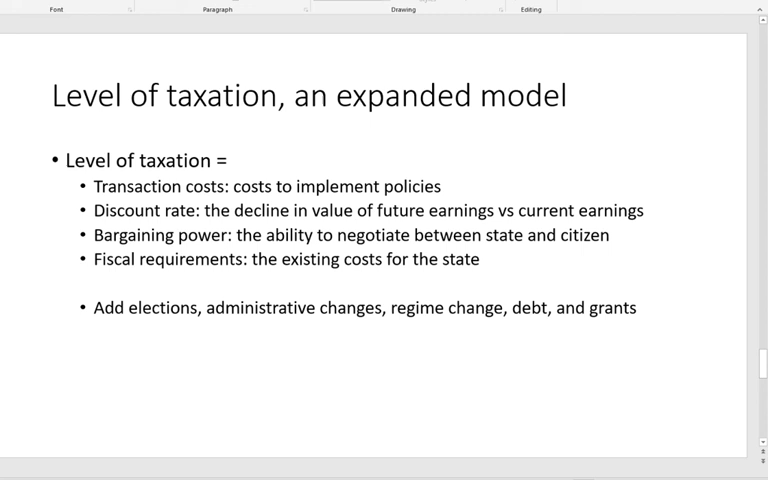 Font Paragraph Drawing Editing
Level of taxation, an expanded model
• Level of taxation =
• Transaction costs: costs to implement policies
• Discount rate: the decline in value of future earnings vs current earnings
• Bargaining power: the ability to negotiate between state and citizen
• Fiscal requirements: the existing costs for the state
• Add elections, administrative changes, regime change, debt, and grants